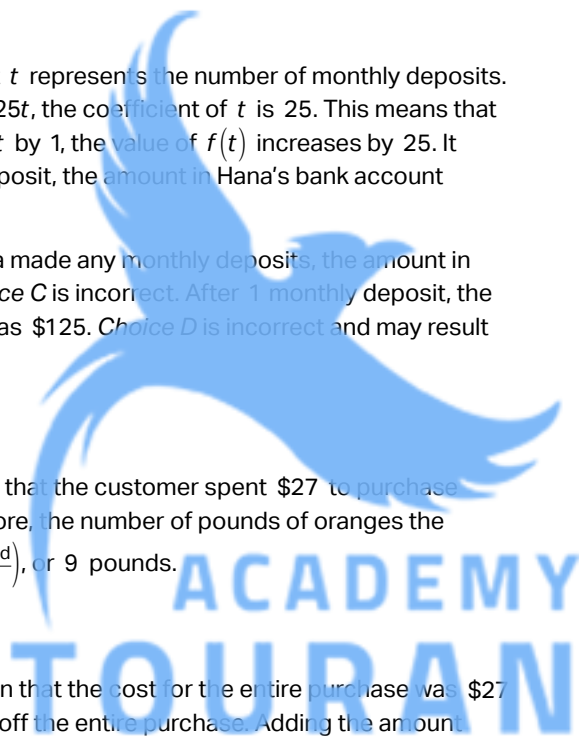 t represents the number of monthly deposits.
25t, the coefficient of t is 25. This means that
t by 1, the value of f(t) increases by 25. It
posit, the amount in Hana's bank account
a made any monthly deposits, the amount in
ce C is incorrect. After 1 monthly deposit, the
as $125. Choice D is incorrect and may result
that the customer spent $27 to purchase
ore, the number of pounds of oranges the
d), or 9 pounds.
ACADEMY
TOURAN
n that the cost for the entire purchase was $27
off the entire purchase. Adding the amount